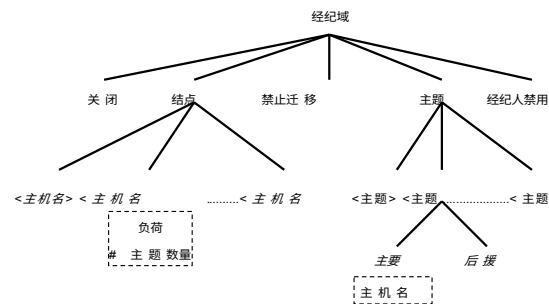 经纪域
关 闭 结点 禁止迁 移 主题 经纪人禁用
<主机名> < 主 机 名 .........< 主 机 名 <主题> <主题...................< 主题
负荷
# 主 题 数量
主要 后 援
主 机 名